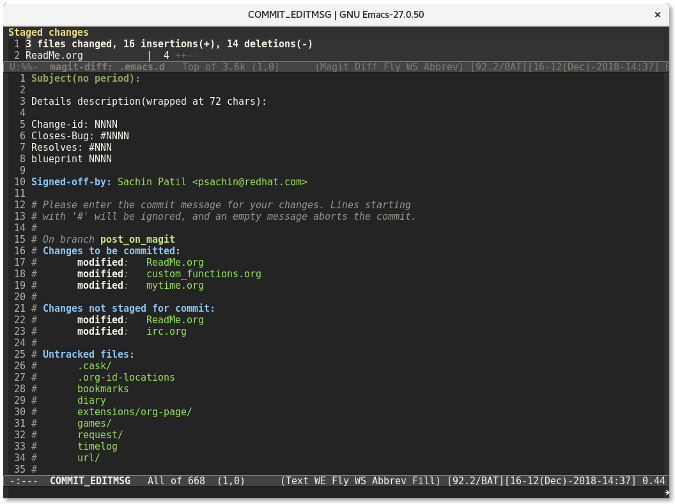 COMMIT_EDITMSG | GNU Emacs-27.0.50
Staged changes
1 3 files changed, 16 insertions(+), 14 deletions(-)
2 ReadMe.org | 4 ++--
U:%%- magit-diff: .emacs.d Top of 3.6k (1,0) (Magit Diff Fly WS Abbrev) [92.2/BAT][16-12(Dec)-2018-14:37] 0
1 Subject(no period):
2
3 Details description(wrapped at 72 chars):
4
5 Change-id: NNNN
6 Closes-Bug: #NNNN
7 Resolves: #NNN
8 blueprint NNNN
9
10 Signed-off-by: Sachin Patil <psachin@redhat.com>
11
12 # Please enter the commit message for your changes. Lines starting
13 # with '#' will be ignored, and an empty message aborts the commit.
14 #
15 # On branch post_on_magit
16 # Changes to be committed:
17 # modified: ReadMe.org
18 # modified: custom_functions.org
19 # modified: mytime.org
20 #
21 # Changes not staged for commit:
22 # modified: ReadMe.org
23 # modified: irc.org
24 #
25 # Untracked files:
26 # .cask/
27 # .org-id-locations
28 # bookmarks
29 # diary
30 # extensions/org-page/
31 # games/
32 # request/
33 # timelog
34 # url/
35 #
-:--- COMMIT_EDITMSG All of 668 (1,0) (Text WE Fly WS Abbrev Fill) [92.2/BAT][16-12(Dec)-2018-14:37] 0.44